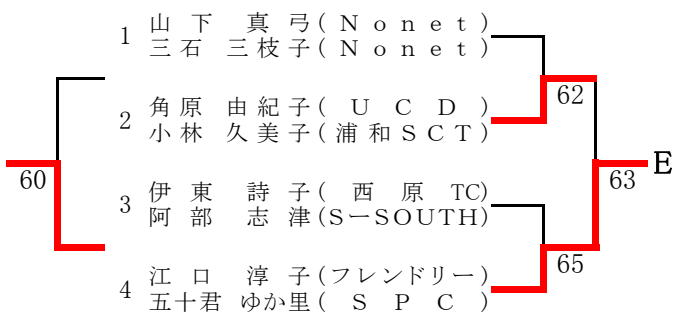 1 山下 真弓(Nonet)
三石 三枝子(Nonet)
62
2 角原 由紀子(UCD)
小林 久美子(浦和SCT)
60
63 E
3 伊東 詩子(西原 TC)
阿部 志津(SーSOUTH)
65
4 江口 淳子(フレンドリー)
五十君 ゆか里(SPC)